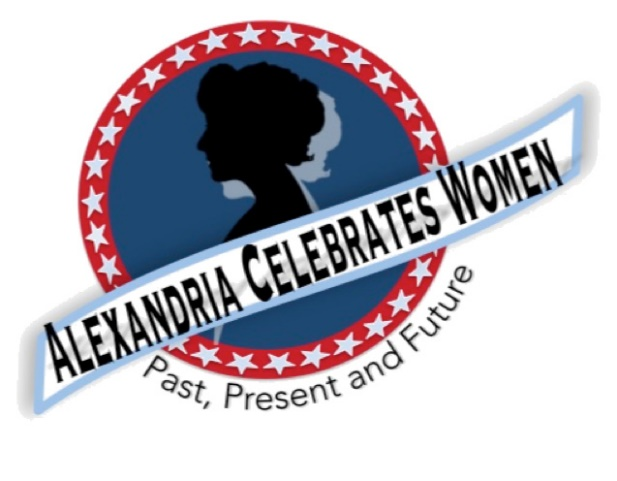 ALEXANDRIA CELEBRATES WOMEN
Past, Present and Future